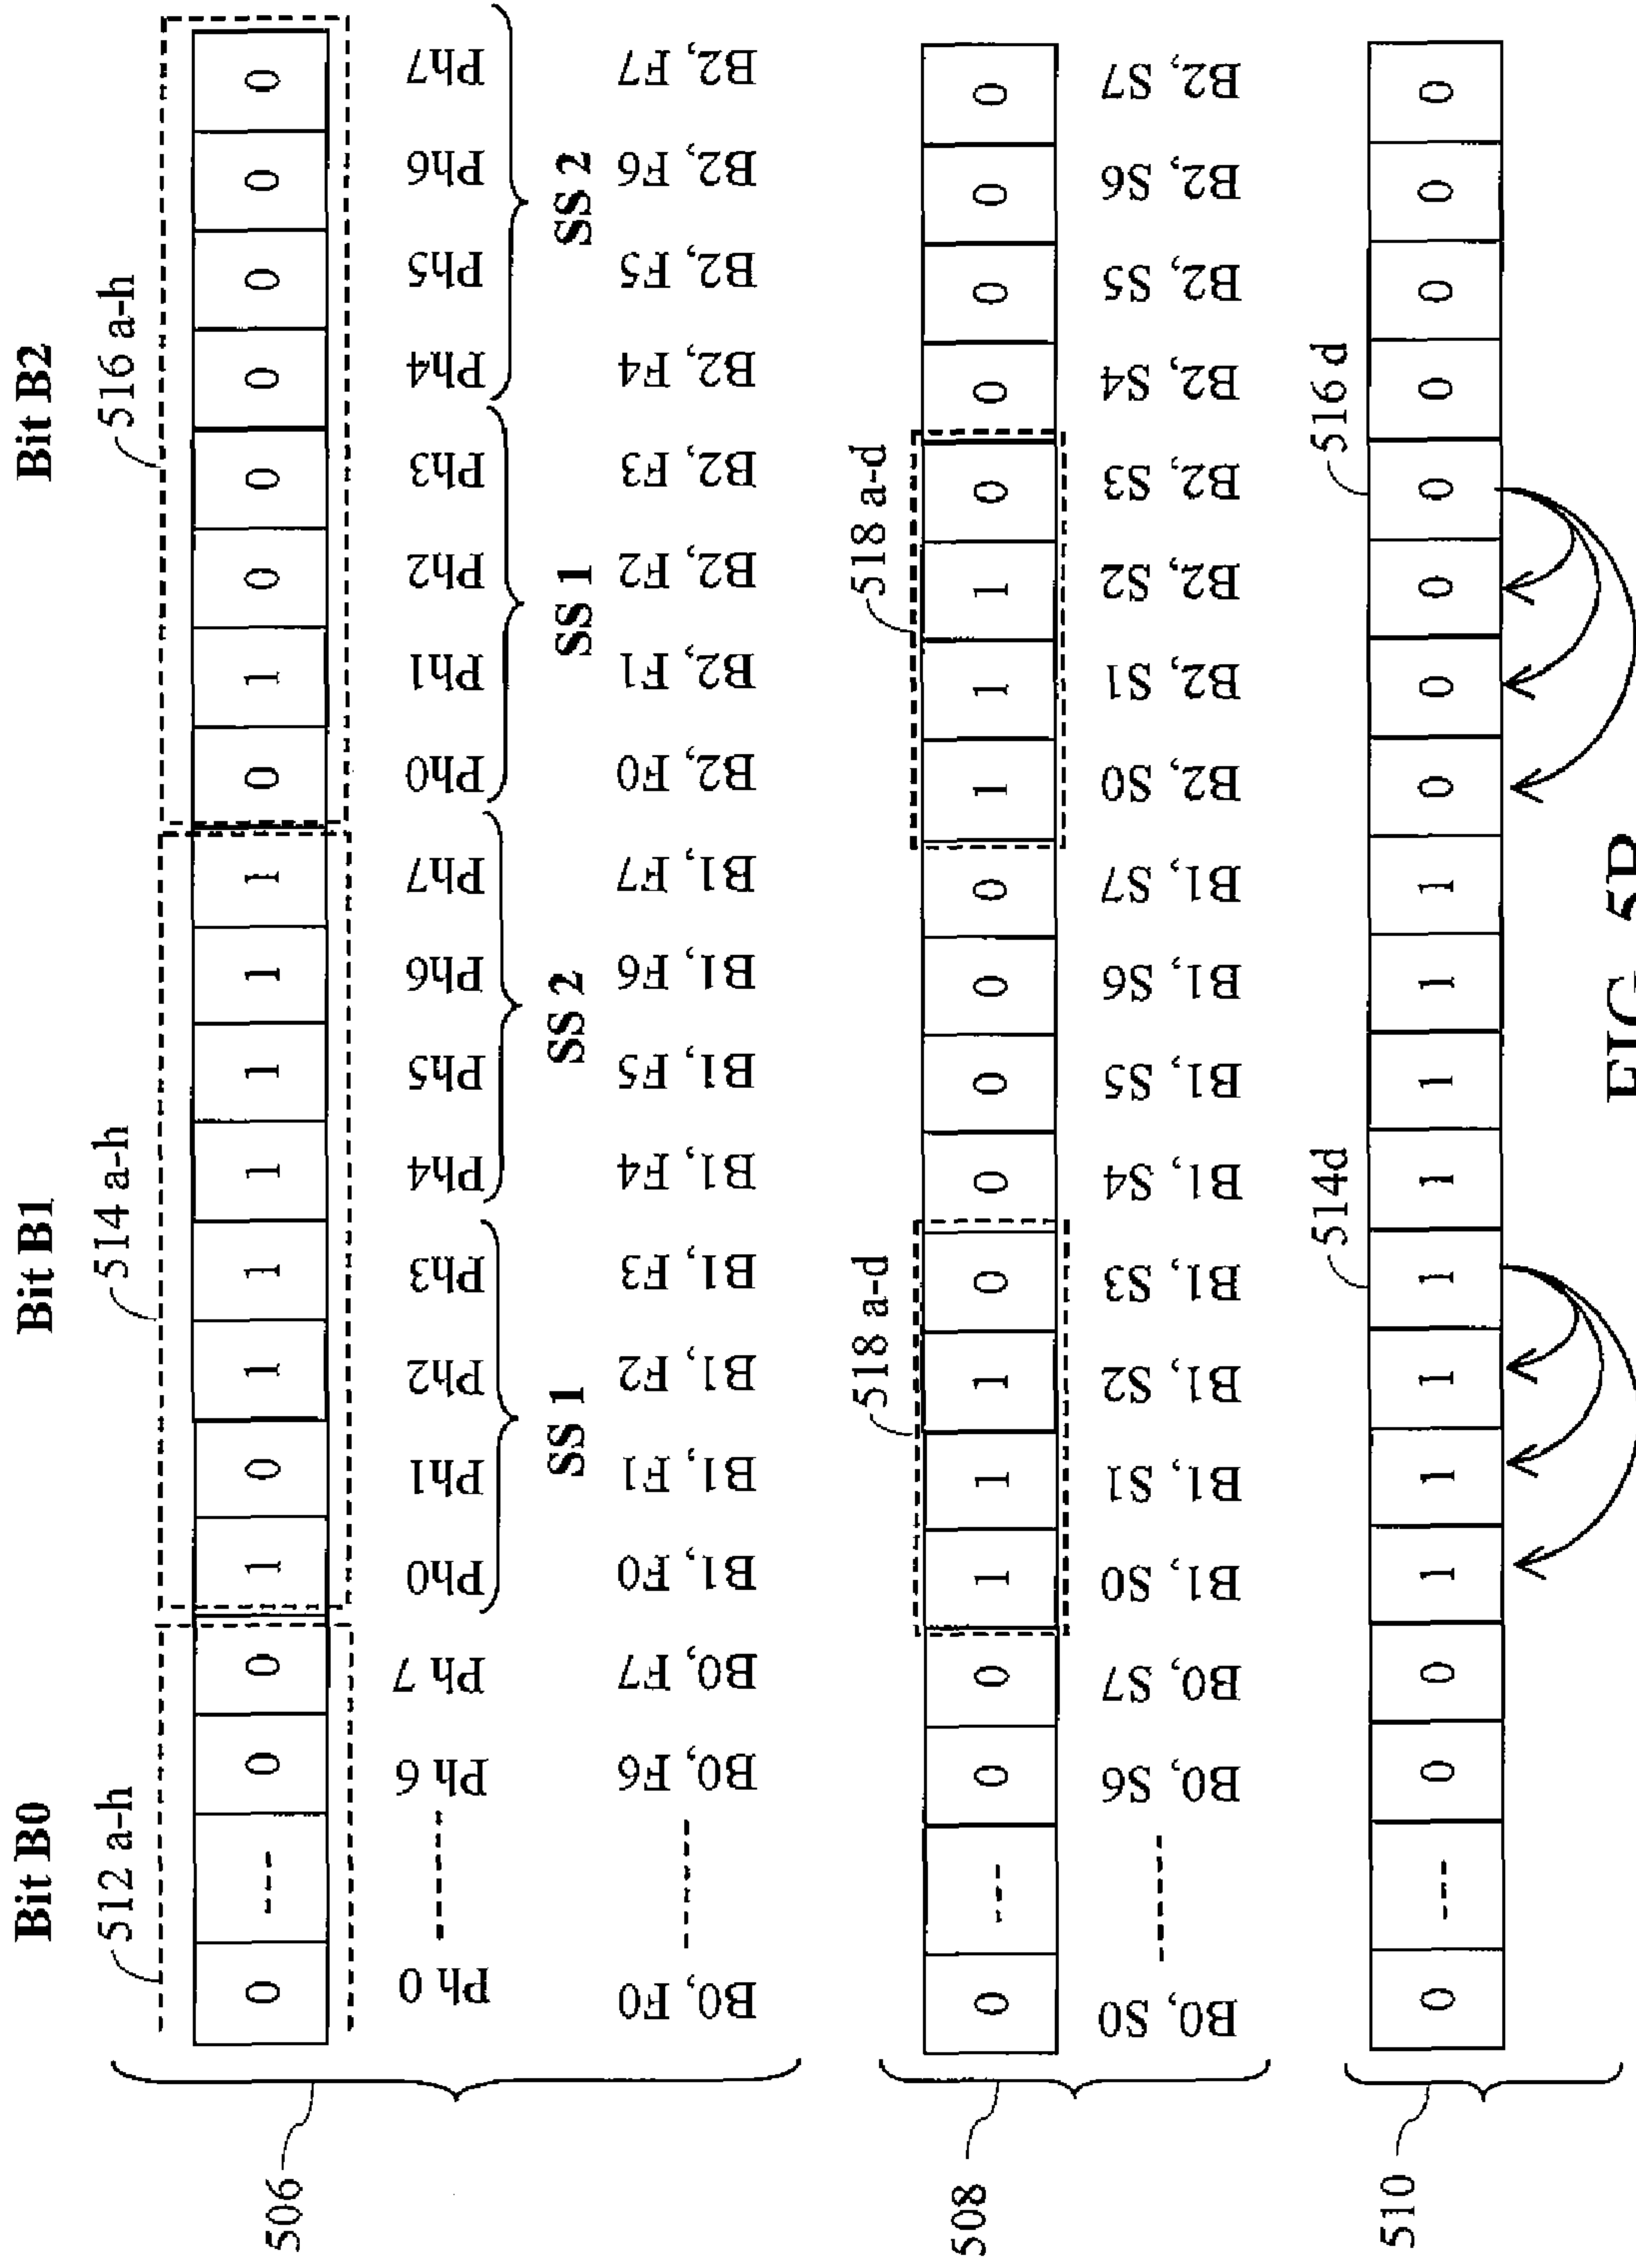 Bit B0 Bit B1 Bit B2
512 a-h 514 a-h 516 a-h
0 --- 0 0 1 0 1 1 1 1 1 1 0 1 0 0 0 0 0 0
Ph 0 ----- Ph 6 Ph 7 Ph0 Ph1 Ph2 Ph3 Ph4 Ph5 Ph6 Ph7 Ph0 Ph1 Ph2 Ph3 Ph4 Ph5 Ph6 Ph7
506
SS 1 SS 2 SS 1 SS 2
B0, F0 ------ B0, F6 B0, F7 B1, F0 B1, F1 B1, F2 B1, F3 B1, F4 B1, F5 B1, F6 B1, F7 B2, F0 B2, F1 B2, F2 B2, F3 B2, F4 B2, F5 B2, F6 B2, F7
518 a-d 518 a-d
508
0 --- 0 0 1 1 1 0 0 0 0 0 1 1 1 0 0 0 0 0
B0, S0 ------ B0, S6 B0, S7 B1, S0 B1, S1 B1, S2 B1, S3 B1, S4 B1, S5 B1, S6 B1, S7 B2, S0 B2, S1 B2, S2 B2, S3 B2, S4 B2, S5 B2, S6 B2, S7
514d 516 d
510
0 --- 0 0 1 1 1 1 1 1 1 1 0 0 0 0 0 0 0 0